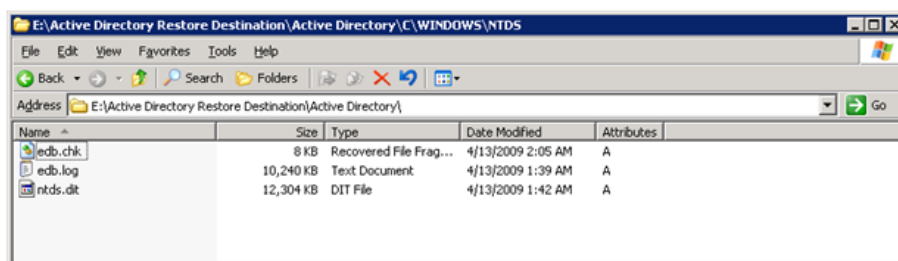 E:\Active Directory Restore Destination\Active Directory\C\WINDOWS\NTDS
File Edit View Favorites Tools Help
Back Search Folders
Address E:\Active Directory Restore Destination\Active Directory\ Go
Name Size Type Date Modified Attributes
edb.chk 8 KB Recovered File Frag... 4/13/2009 2:05 AM A
edb.log 10,240 KB Text Document 4/13/2009 1:39 AM A
ntds.dit 12,304 KB DIT File 4/13/2009 1:42 AM A